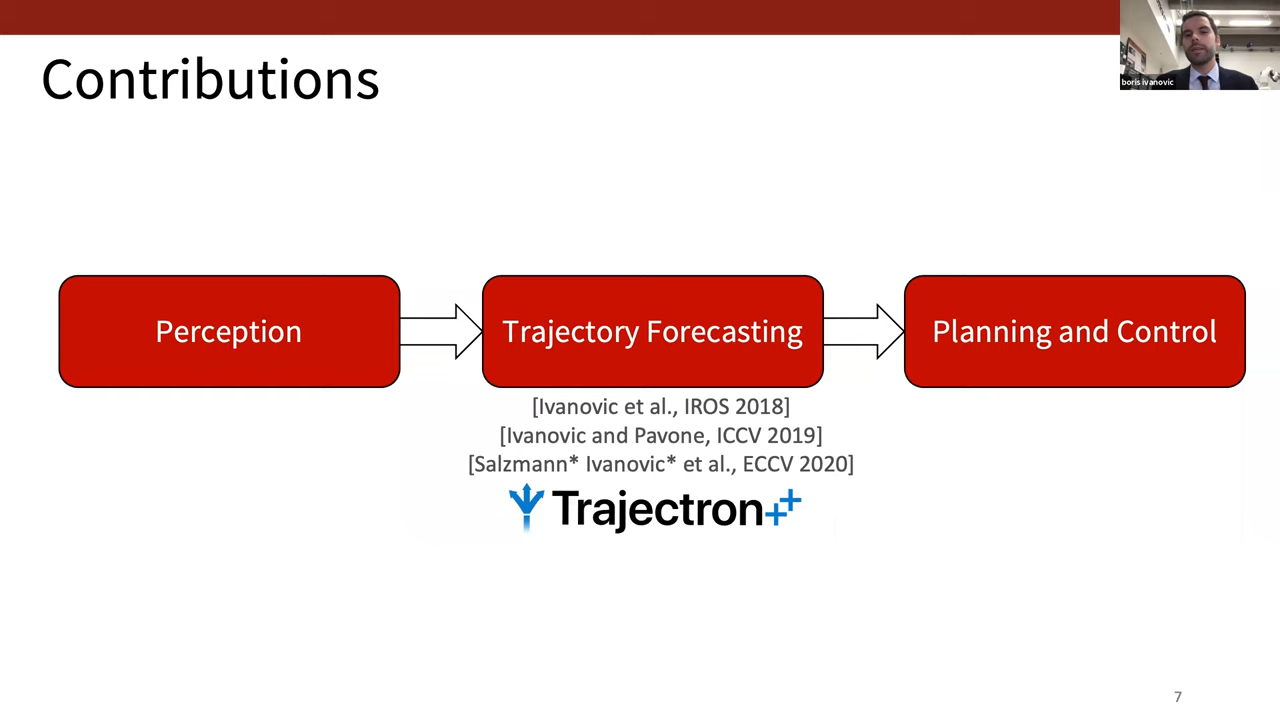 Contributions
boris ivanovic
Perception
Trajectory Forecasting
Planning and Control
[Ivanovic et al., IROS 2018]
[Ivanovic and Pavone, ICCV 2019]
[Salzmann* Ivanovic* et al., ECCV 2020]
Trajectron++
7